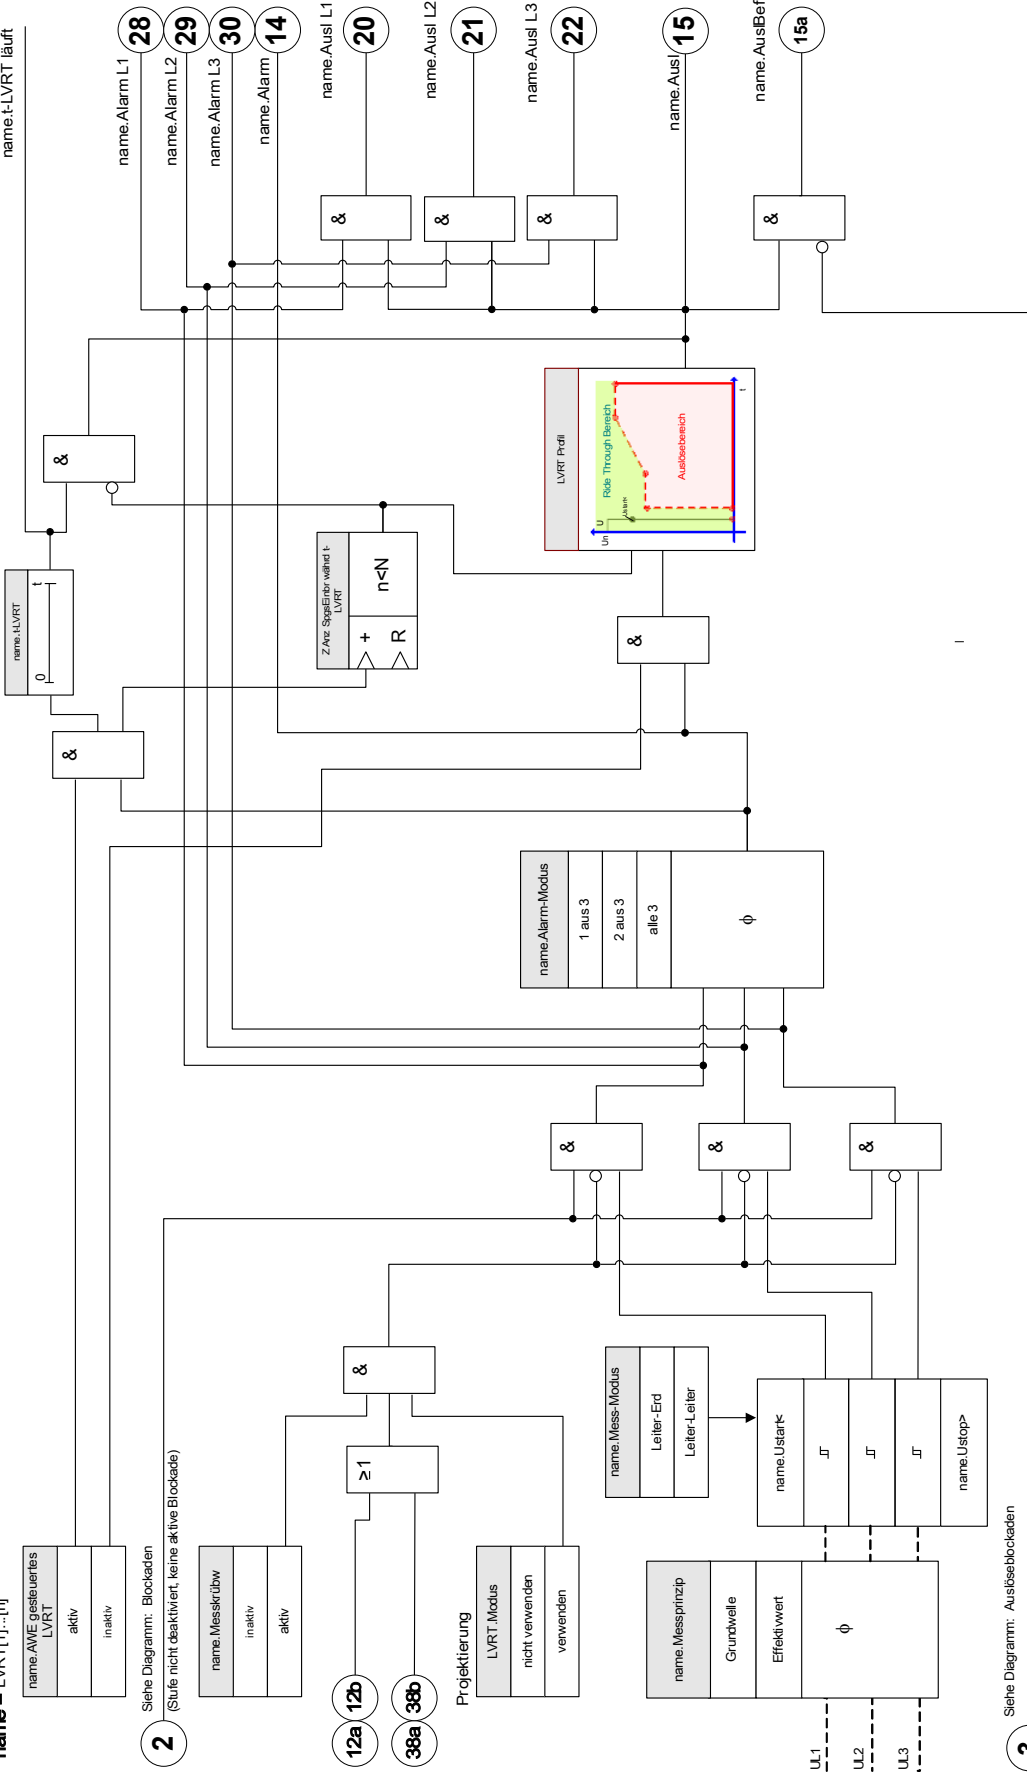 name = LVRT[1]...[n]
name.AWE gesteuertes
LVRT
aktiv
inaktiv
2
Siehe Diagramm: Blockaden
(Stufe nicht deaktiviert, keine aktive Blockade)
name.Messkrübw
inaktiv
aktiv
12a
12b
38a
38b
Projektierung
LVRT.Modus
nicht verwenden
verwenden
≥1
&
name.Mess-Modus
Leiter-Erd
Leiter-Leiter
name.Messprinzip
Grundwelle
Effektivwert
ϕ
UL1
UL2
UL3
name.Ustart<
name.Ustop>
Siehe Diagramm: Auslöseblockaden
&
&
&
name.Alarm-Modus
1 aus 3
2 aus 3
alle 3
ϕ
&
name.t-LVRT
0
t
Z Anz SpgsEinbr währd t-
LVRT
+
R
n<N
&
&
LVRT Profil
Un
U
Ustart<
Ride Through Bereich
Auslösebereich
t
&
&
&
&
name.t-LVRT läuft
name.Alarm L1
28
name.Alarm L2
29
name.Alarm L3
30
name.Alarm
14
name.Ausl L1
20
name.Ausl L2
21
name.Ausl L3
22
name.Ausl
15
name.AuslBef
15a